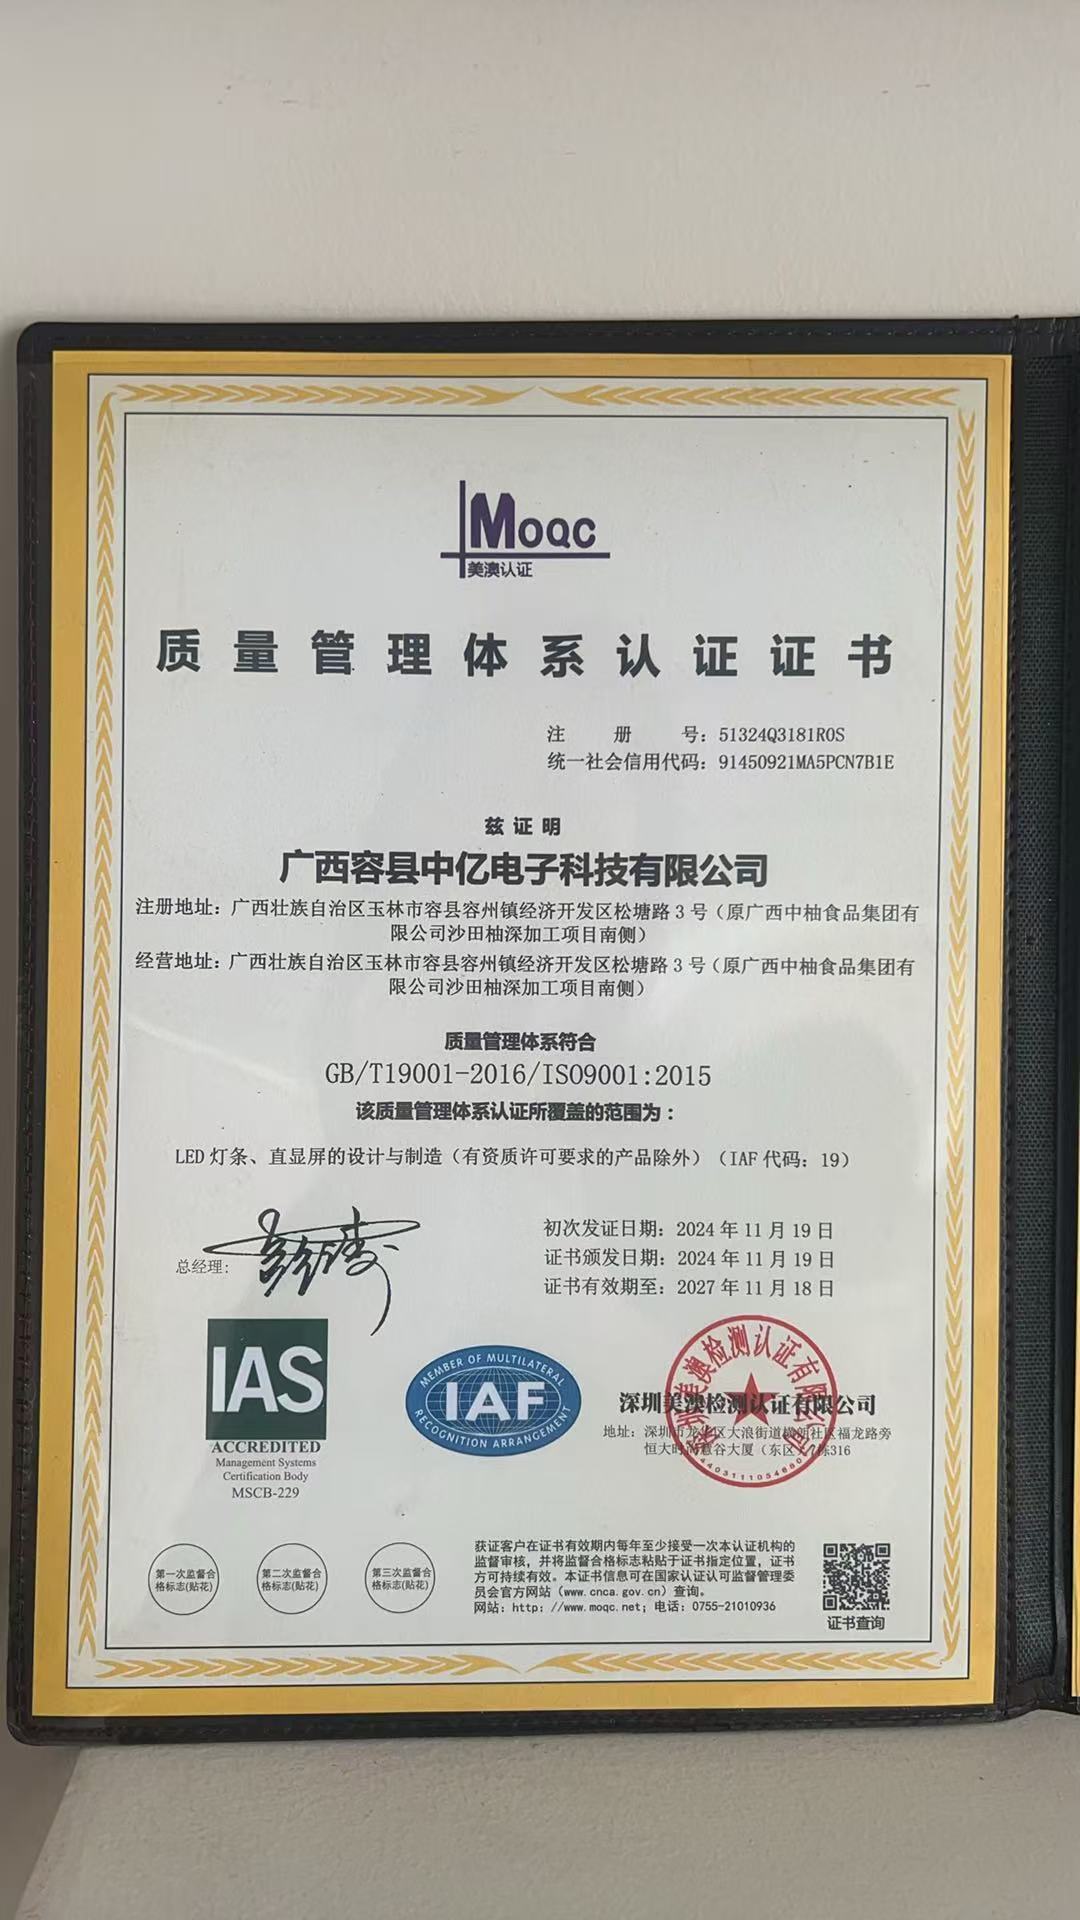 MOQC
美澳认证
质量管理体系认证证书
注 册 号：51324Q3181R0S
统一社会信用代码：91450921MA5PCN7B1E
兹证明
广西容县中亿电子科技有限公司
注册地址：广西壮族自治区玉林市容县容州镇经济开发区松塘路3号（原广西中柚食品集团有
限公司沙田柚深加工项目南侧）
经营地址：广西壮族自治区玉林市容县容州镇经济开发区松塘路3号（原广西中柚食品集团有
限公司沙田柚深加工项目南侧）
质量管理体系符合
GB/T19001-2016/ISO9001:2015
该质量管理体系认证所覆盖的范围为：
LED灯条、直显屏的设计与制造（有资质许可要求的产品除外）（IAF代码：19）
初次发证日期：2024年11月19日
证书颁发日期：2024年11月19日
证书有效期至：2027年11月18日
总经理：
IAS
ACCREDITED
Management Systems
Certification Body
MSCB-229
MEMBER OF MULTILATERAL
IAF
RECOGNITION ARRANGEMENT
深圳美澳检测认证有限公司
深圳美澳检测认证有限公司
地址：深圳市龙华区大浪街道横朗社区福龙路旁
恒大时尚慧谷大厦（东区）7栋316
第一次监督合
格标志(贴花)
第二次监督合
格标志(贴花)
第三次监督合
格标志(贴花)
获证客户在证书有效期内每年至少接受一次本认证机构的
监督审核，并将监督合格标志粘贴于证书指定位置，证书
方可持续有效。本证书信息可在国家认证认可监督管理委
员会官方网站（www.cnca.gov.cn）查询。
网站：http：//www.moqc.net；电话：0755-21010936
证书查询